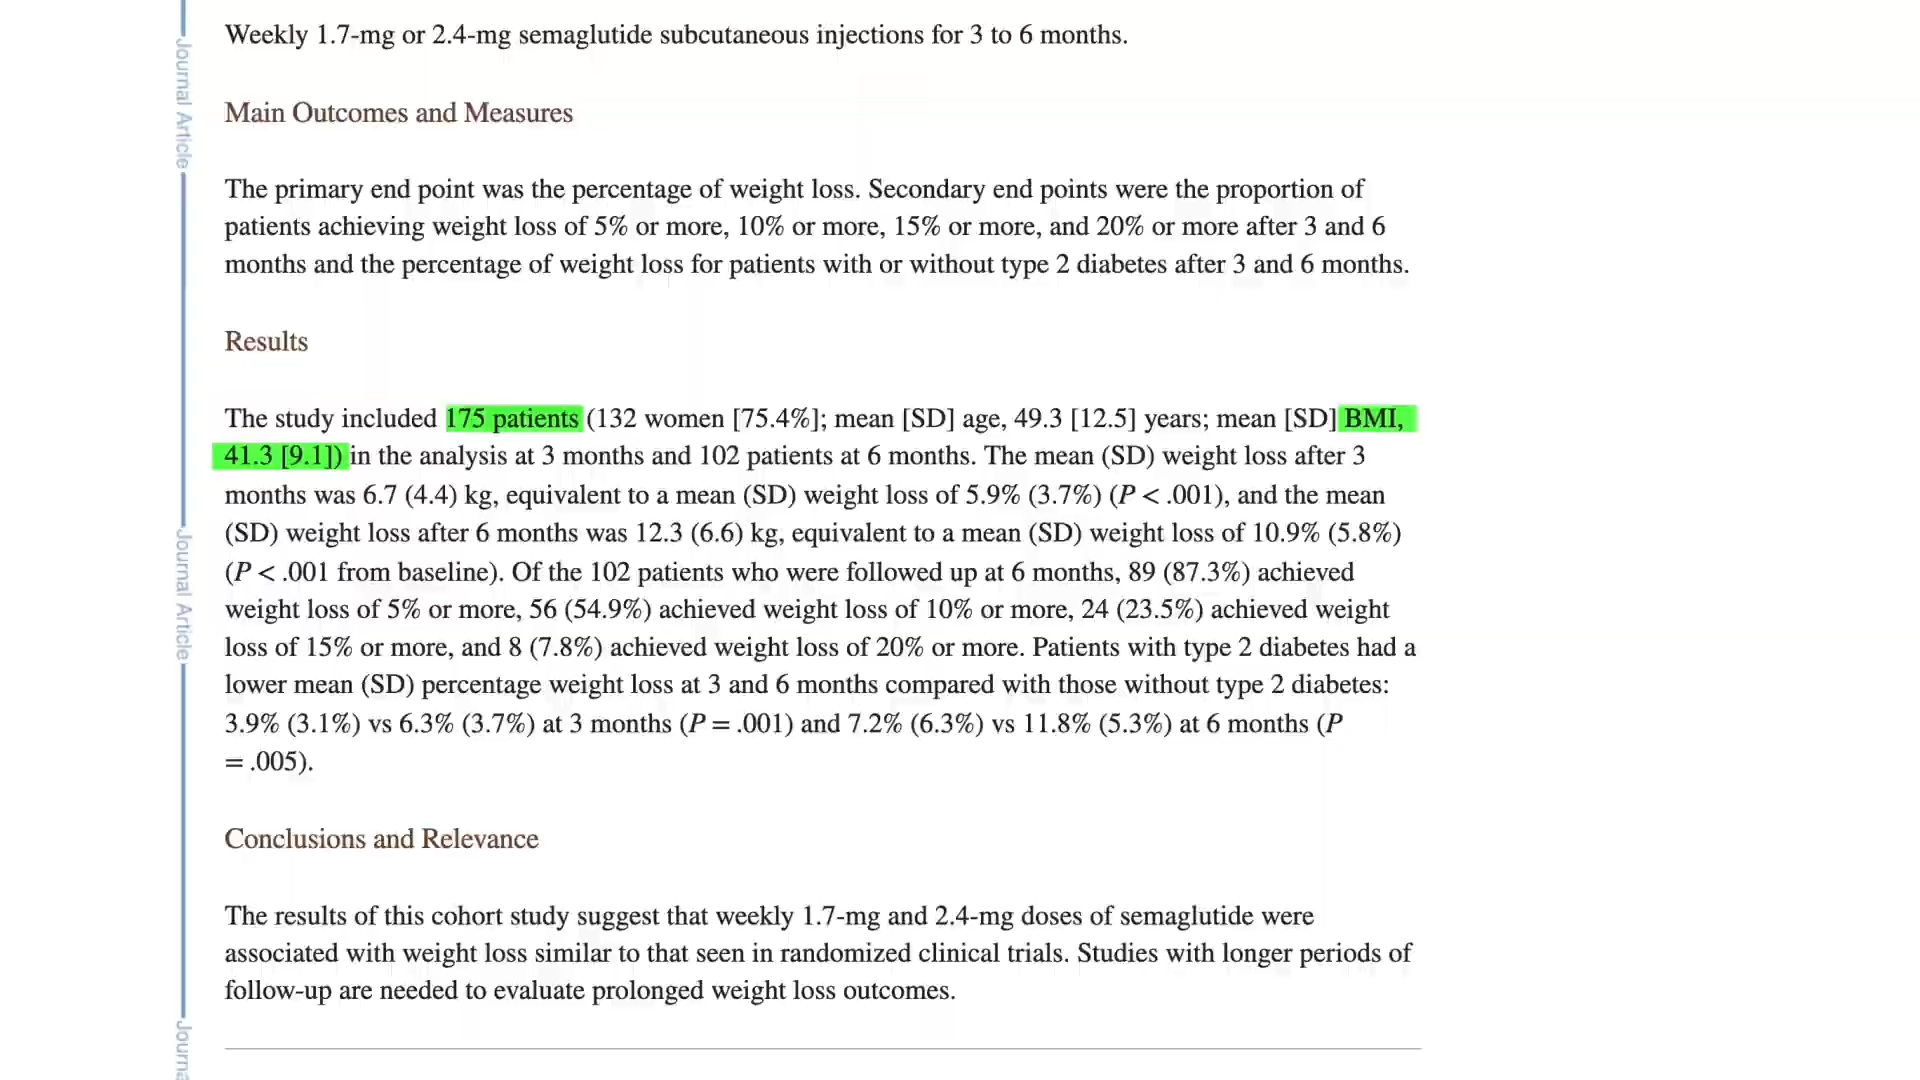 Weekly 1.7-mg or 2.4-mg semaglutide subcutaneous injections for 3 to 6 months.
Main Outcomes and Measures
The primary end point was the percentage of weight loss. Secondary end points were the proportion of
patients achieving weight loss of 5% or more, 10% or more, 15% or more, and 20% or more after 3 and 6
months and the percentage of weight loss for patients with or without type 2 diabetes after 3 and 6 months.
Results
The study included 175 patients (132 women [75.4%]; mean [SD] age, 49.3 [12.5] years; mean [SD] BMI,
41.3 [9.1]) in the analysis at 3 months and 102 patients at 6 months. The mean (SD) weight loss after 3
months was 6.7 (4.4) kg, equivalent to a mean (SD) weight loss of 5.9% (3.7%) (P < .001), and the mean
(SD) weight loss after 6 months was 12.3 (6.6) kg, equivalent to a mean (SD) weight loss of 10.9% (5.8%)
(P < .001 from baseline). Of the 102 patients who were followed up at 6 months, 89 (87.3%) achieved
weight loss of 5% or more, 56 (54.9%) achieved weight loss of 10% or more, 24 (23.5%) achieved weight
loss of 15% or more, and 8 (7.8%) achieved weight loss of 20% or more. Patients with type 2 diabetes had a
lower mean (SD) percentage weight loss at 3 and 6 months compared with those without type 2 diabetes:
3.9% (3.1%) vs 6.3% (3.7%) at 3 months (P = .001) and 7.2% (6.3%) vs 11.8% (5.3%) at 6 months (P
= .005).
Conclusions and Relevance
The results of this cohort study suggest that weekly 1.7-mg and 2.4-mg doses of semaglutide were
associated with weight loss similar to that seen in randomized clinical trials. Studies with longer periods of
follow-up are needed to evaluate prolonged weight loss outcomes.
Journal Article
Journal Article
Journa